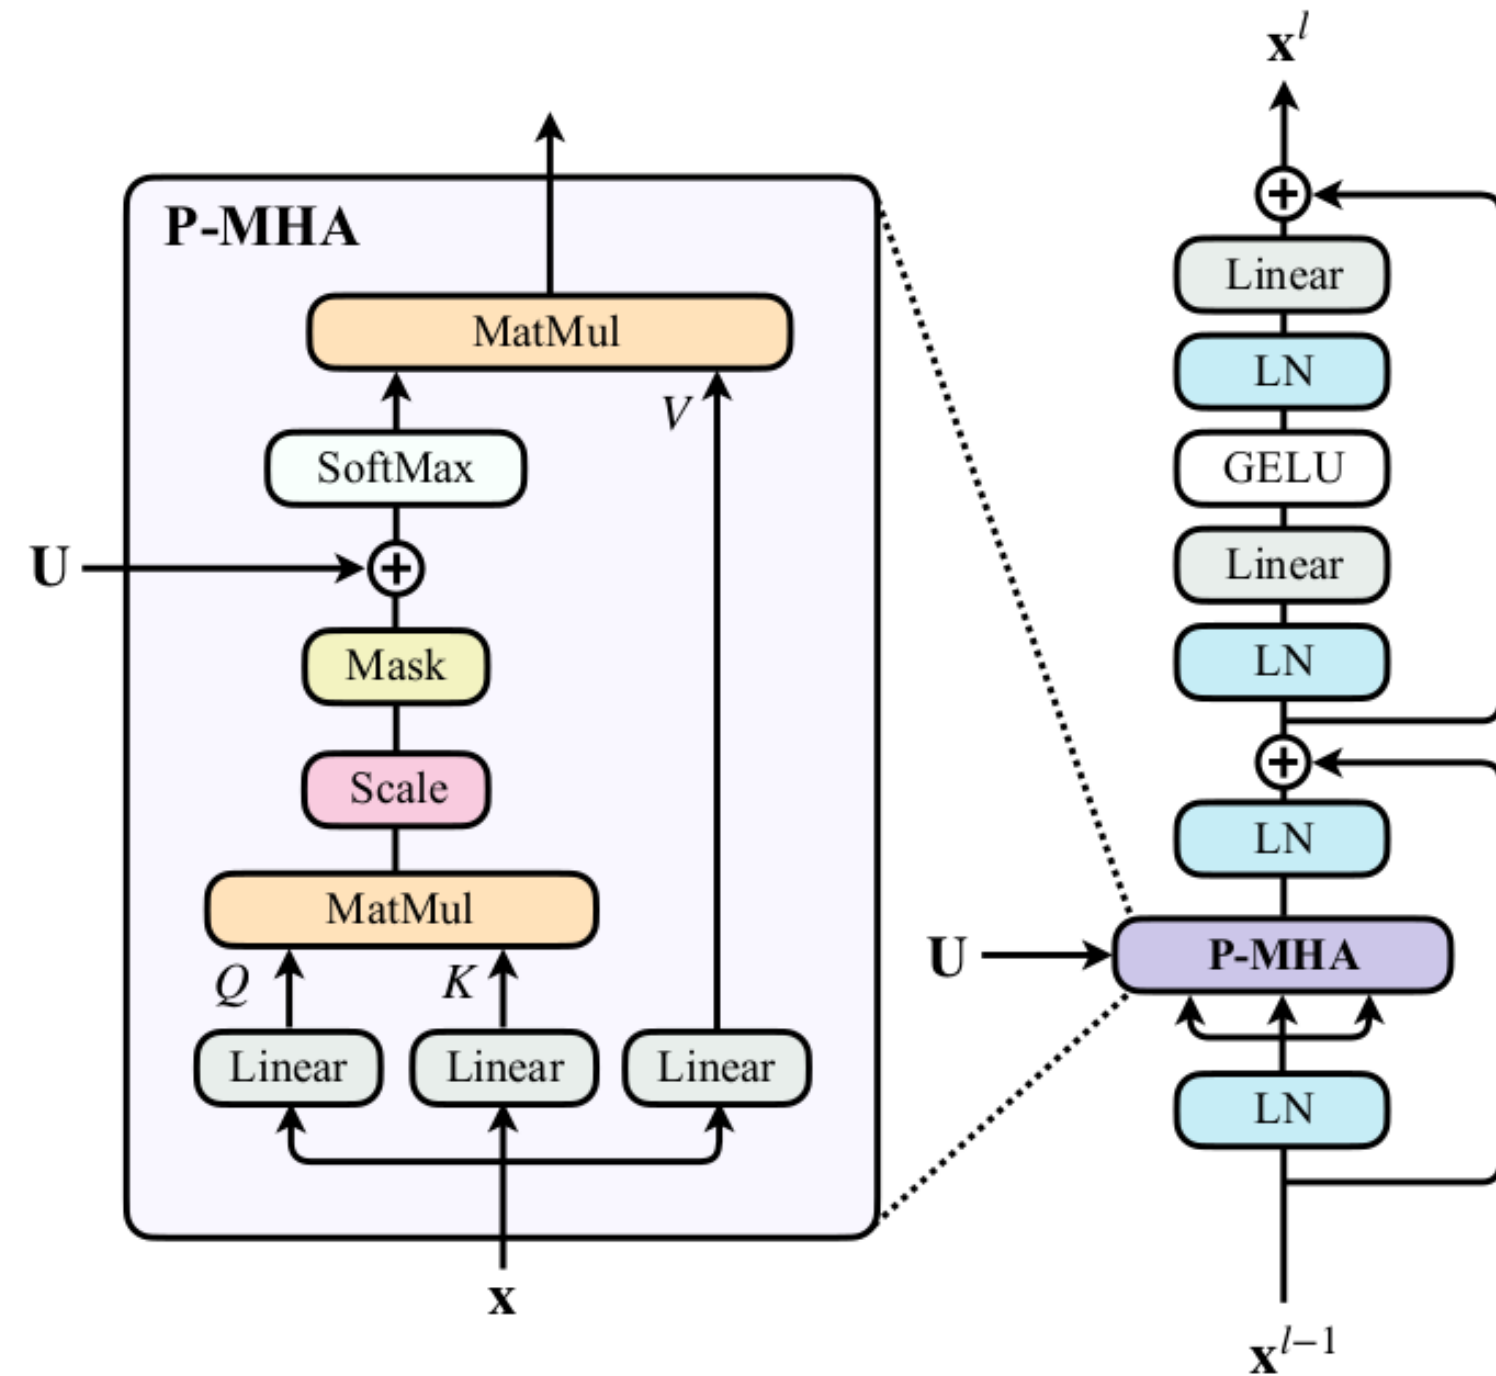 P-MHA
MatMul
V
SoftMax
U
Mask
Scale
MatMul
Q K
Linear Linear Linear
x
x^l
Linear
LN
GELU
Linear
LN
LN
U P-MHA
LN
x^{l-1}